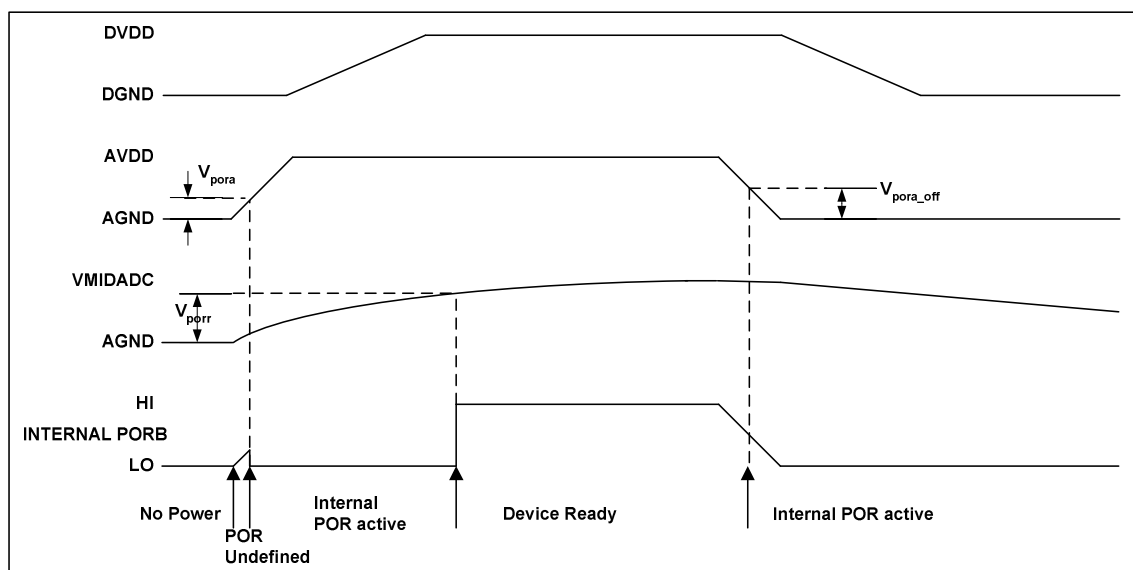 DVDD
DGND
AVDD
Vpora
AGND
Vpora_off
VMIDADC
Vporr
AGND
HI
INTERNAL PORB
LO
No Power
POR
Undefined
Internal
POR active
Device Ready
Internal POR active